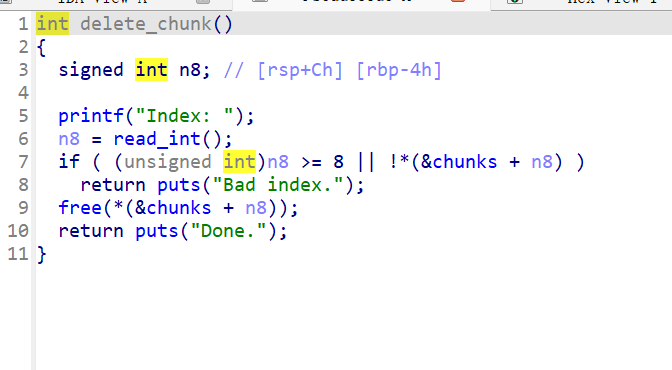 1 int delete_chunk()
2 {
3   signed int n8; // [rsp+Ch] [rbp-4h]
4
5   printf("Index: ");
6   n8 = read_int();
7   if ( (unsigned int)n8 >= 8 || !*(&chunks + n8) )
8     return puts("Bad index.");
9   free(*(&chunks + n8));
10   return puts("Done.");
11 }